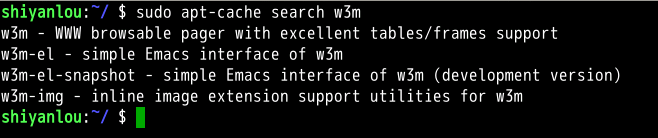 shiyanlou:~/ $ sudo apt-cache search w3m
w3m - WWW browsable pager with excellent tables/frames support
w3m-el - simple Emacs interface of w3m
w3m-el-snapshot - simple Emacs interface of w3m (development version)
w3m-img - inline image extension support utilities for w3m
shiyanlou:~/ $